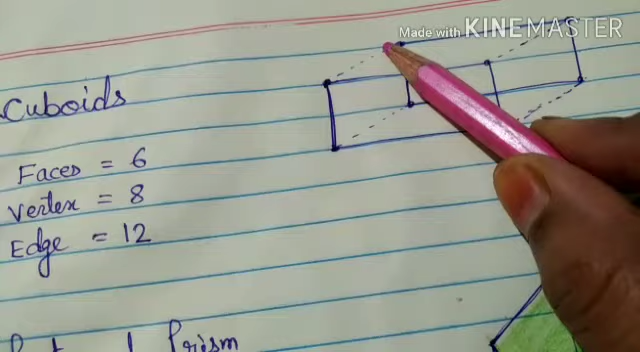 Made with KINEMASTER
Cuboids
Faces = 6
Vertex = 8
Edge = 12
Prism